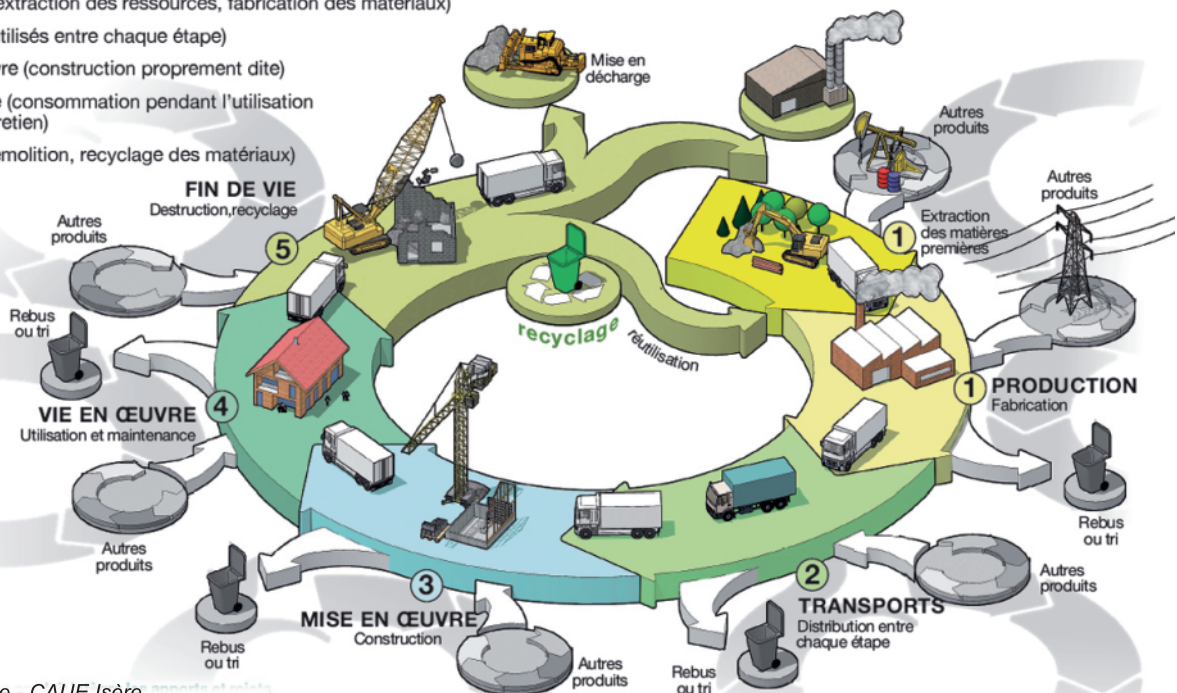 extraction des ressources, fabrication des matériaux)
tilisés entre chaque étape)
re (construction proprement dite)
e (consommation pendant l'utilisation
retien)
émolition, recyclage des matériaux)
Mise en
décharge
Autres
produits
Autres
produits
FIN DE VIE
Destruction,recyclage
5
1
Extraction
des matières
premières
Autres
produits
Rebus
ou tri
recyclage
réutilisation
1
PRODUCTION
Fabrication
4
VIE EN ŒUVRE
Utilisation et maintenance
Autres
produits
Rebus
ou tri
3
MISE EN ŒUVRE
Construction
2
TRANSPORTS
Distribution entre
chaque étape
Autres
produits
Rebus
ou tri
Autres
produits
Rebus
ou tri
CAUE Isère